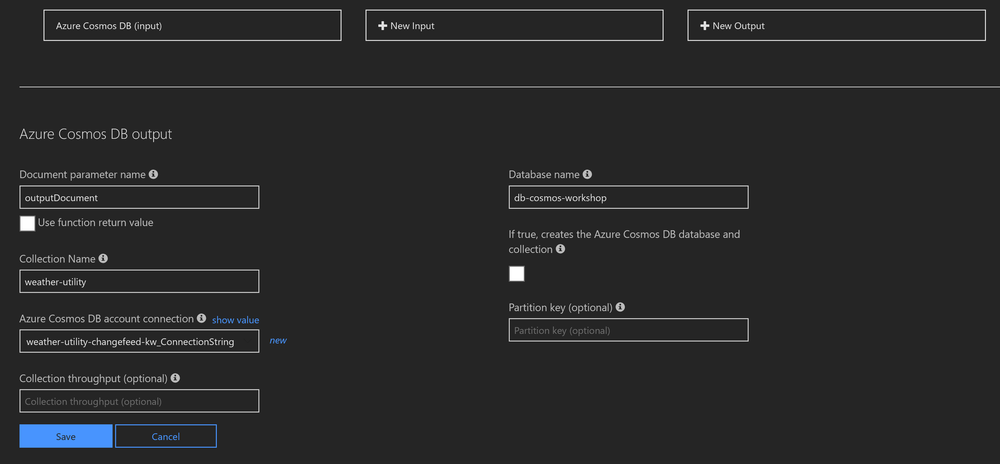 Azure Cosmos DB (input)
New Input
New Output
Azure Cosmos DB output
Document parameter name
outputDocument
Use function return value
Collection Name
weather-utility
Azure Cosmos DB account connection show value
weather-utility-changefeed-kw_ConnectionString
new
Collection throughput (optional)
Collection throughput (optional)
Save
Cancel
Database name
db-cosmos-workshop
If true, creates the Azure Cosmos DB database and
collection
Partition key (optional)
Partition key (optional)